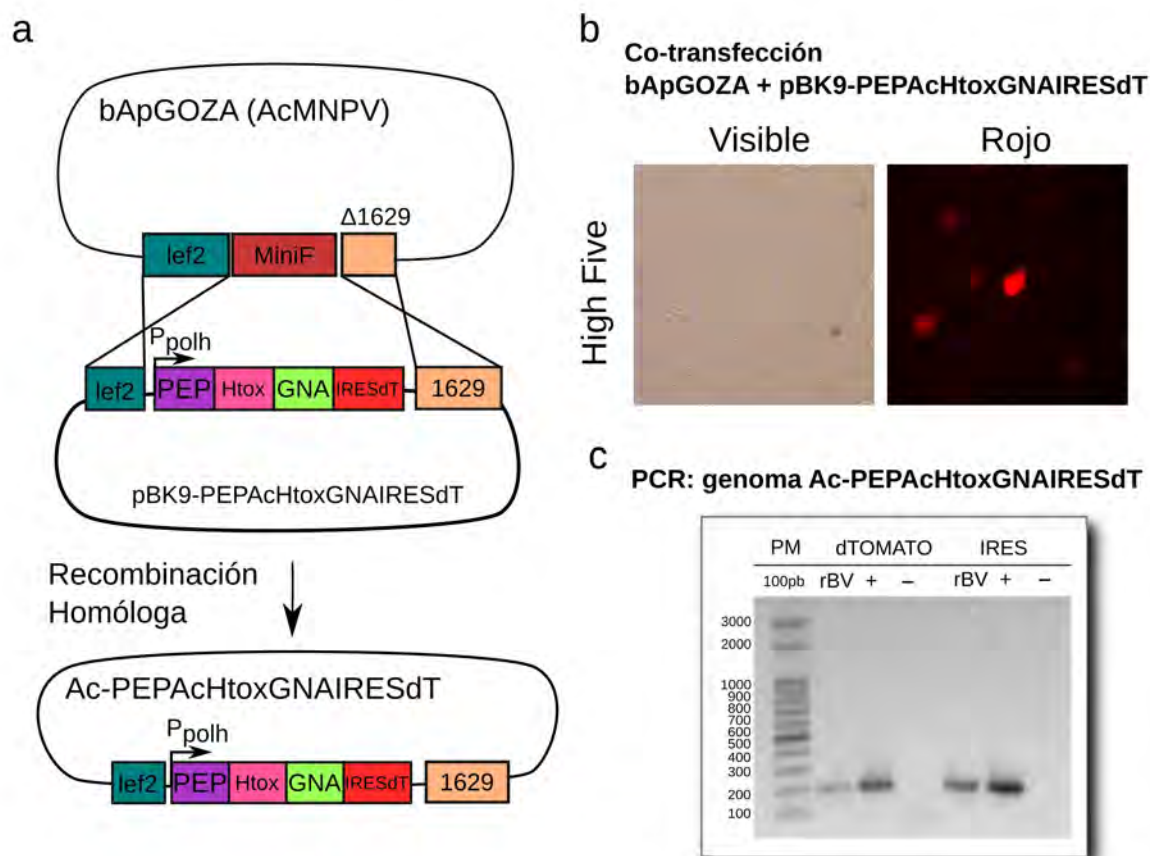 a
bApGOZA (AcMNPV)
Δ1629
lef2 MiniF
Ppolh
lef2 PEP Htox GNA IRESdT 1629
pBK9-PEPAcHtoxGNAIRESdT
Recombinación
Homóloga
Ac-PEPAcHtoxGNAIRESdT
Ppolh
lef2 PEP Htox GNA IRESdT 1629
b
Co-transfección
bApGOZA + pBK9-PEPAcHtoxGNAIRESdT
Visible Rojo
High Five
c
PCR: genoma Ac-PEPAcHtoxGNAIRESdT
PM dTOMATO IRES
100pb rBV + – rBV + –
3000
2000
1000
900
800
700
600
500
400
300
200
100